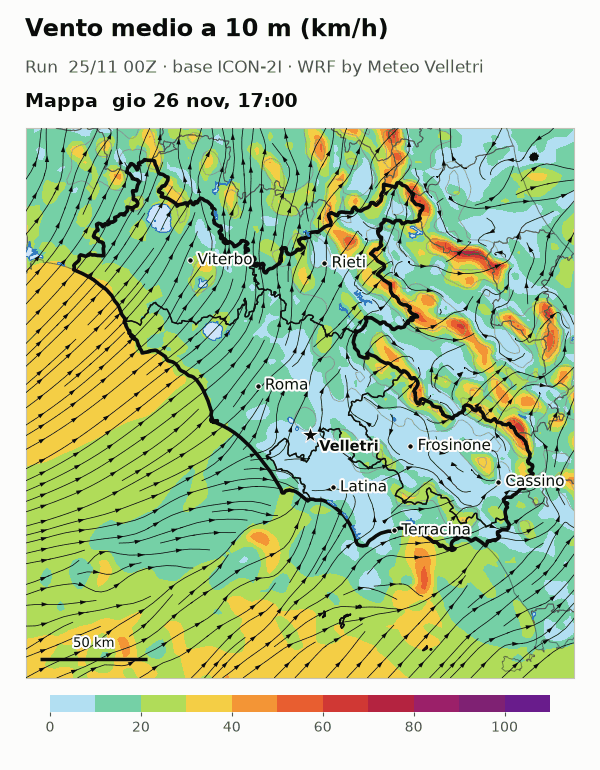 Vento medio a 10 m (km/h)
Run  25/11 00Z · base ICON-2I · WRF by Meteo Velletri
Mappa  gio 26 nov, 17:00
Viterbo
Rieti
Roma
Velletri
Frosinone
Latina
Cassino
Terracina
50 km
0 20 40 60 80 100